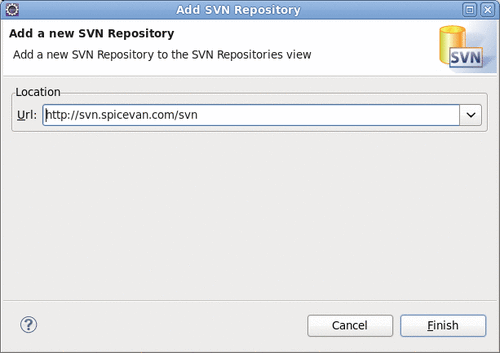 Add SVN Repository
Add a new SVN Repository
Add a new SVN Repository to the SVN Repositories view
SVN
Location
Url: http://svn.spicevan.com/svn
? Cancel Finish